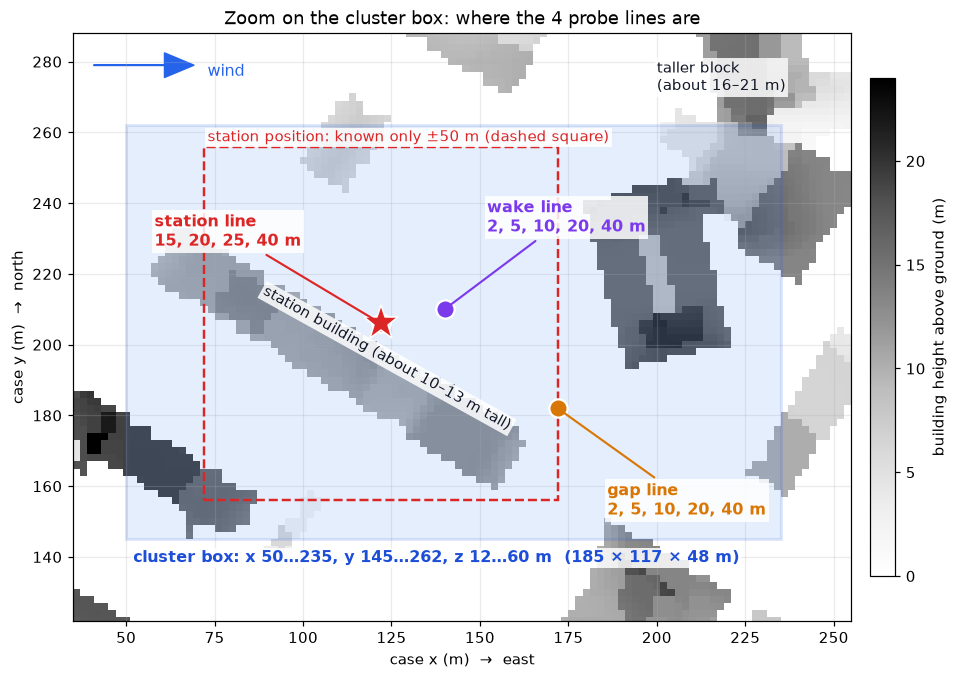 Zoom on the cluster box: where the 4 probe lines are
wind
taller block
(about 16–21 m)
station position: known only ±50 m (dashed square)
station line
15, 20, 25, 40 m
wake line
2, 5, 10, 20, 40 m
station building (about 10–13 m tall)
gap line
2, 5, 10, 20, 40 m
cluster box: x 50…235, y 145…262, z 12…60 m (185 × 117 × 48 m)
280
260
240
220
200
180
160
140
case y (m) → north
50
75
100
125
150
175
200
225
250
case x (m) → east
20
15
10
5
0
building height above ground (m)